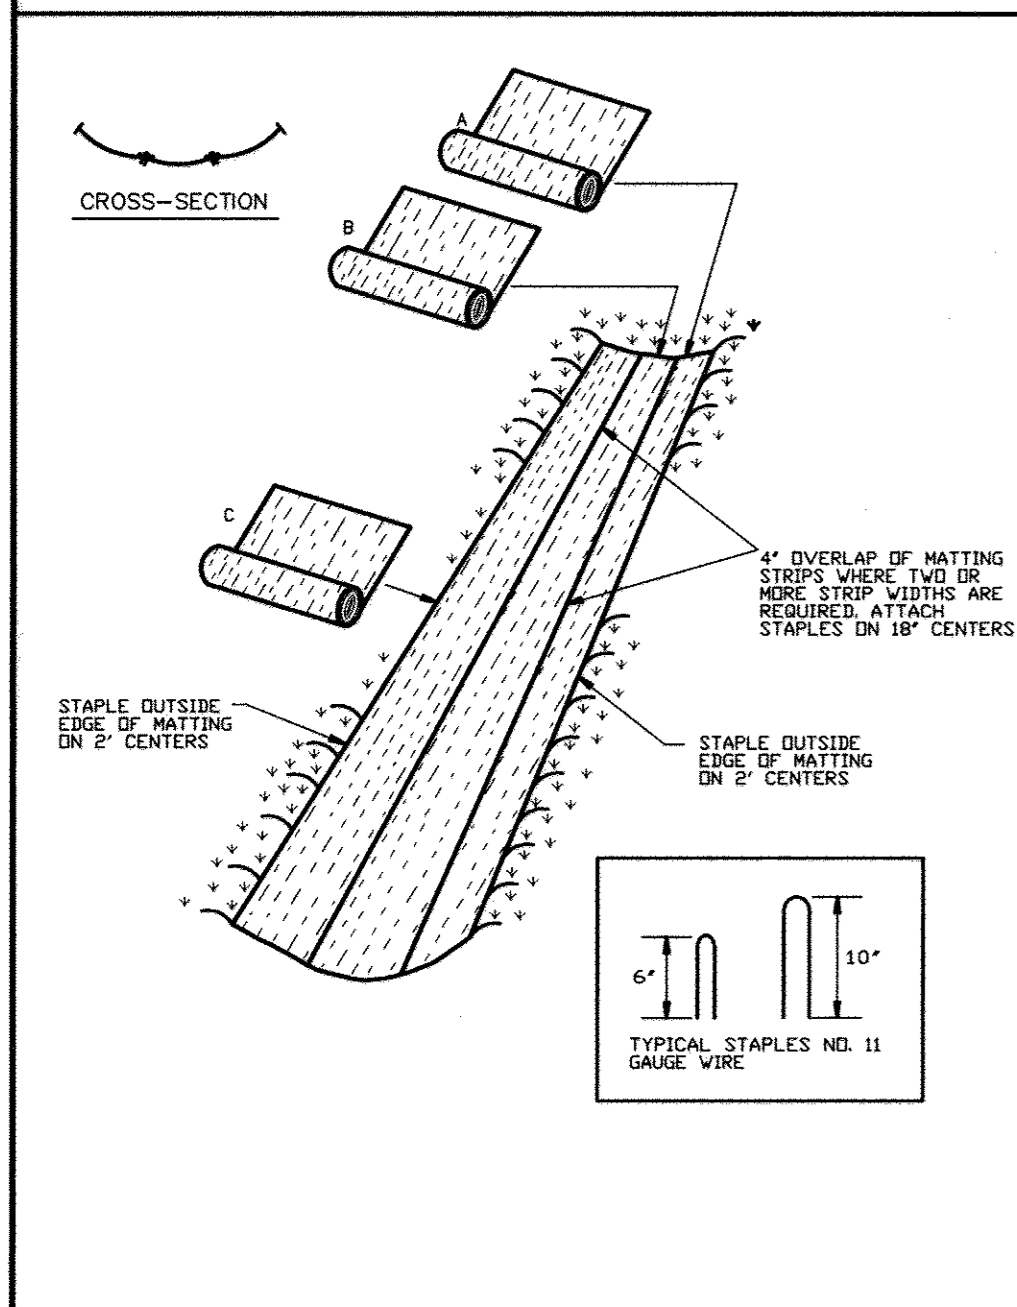 A
CROSS-SECTION
B
C
4" OVERLAP OF MATTING
STRIPS WHERE TWO OR
MORE STRIP WIDTHS ARE
REQUIRED, ATTACH
STAPLES ON 18" CENTERS
STAPLE OUTSIDE
EDGE OF MATTING
ON 2' CENTERS
STAPLE OUTSIDE
EDGE OF MATTING
ON 2' CENTERS
6"
10"
TYPICAL STAPLES NO. 11
GAUGE WIRE